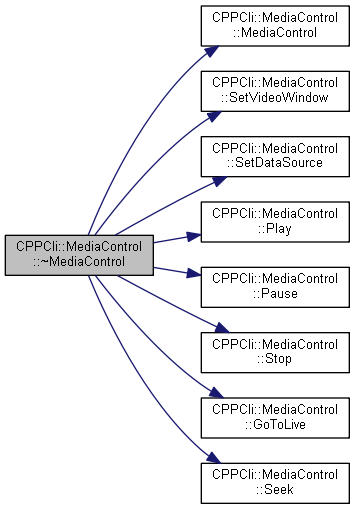 CPPCli::MediaControl
::MediaControl
CPPCli::MediaControl
::SetVideoWindow
CPPCli::MediaControl
::SetDataSource
CPPCli::MediaControl
::~MediaControl
CPPCli::MediaControl
::Play
CPPCli::MediaControl
::Pause
CPPCli::MediaControl
::Stop
CPPCli::MediaControl
::GoToLive
CPPCli::MediaControl
::Seek